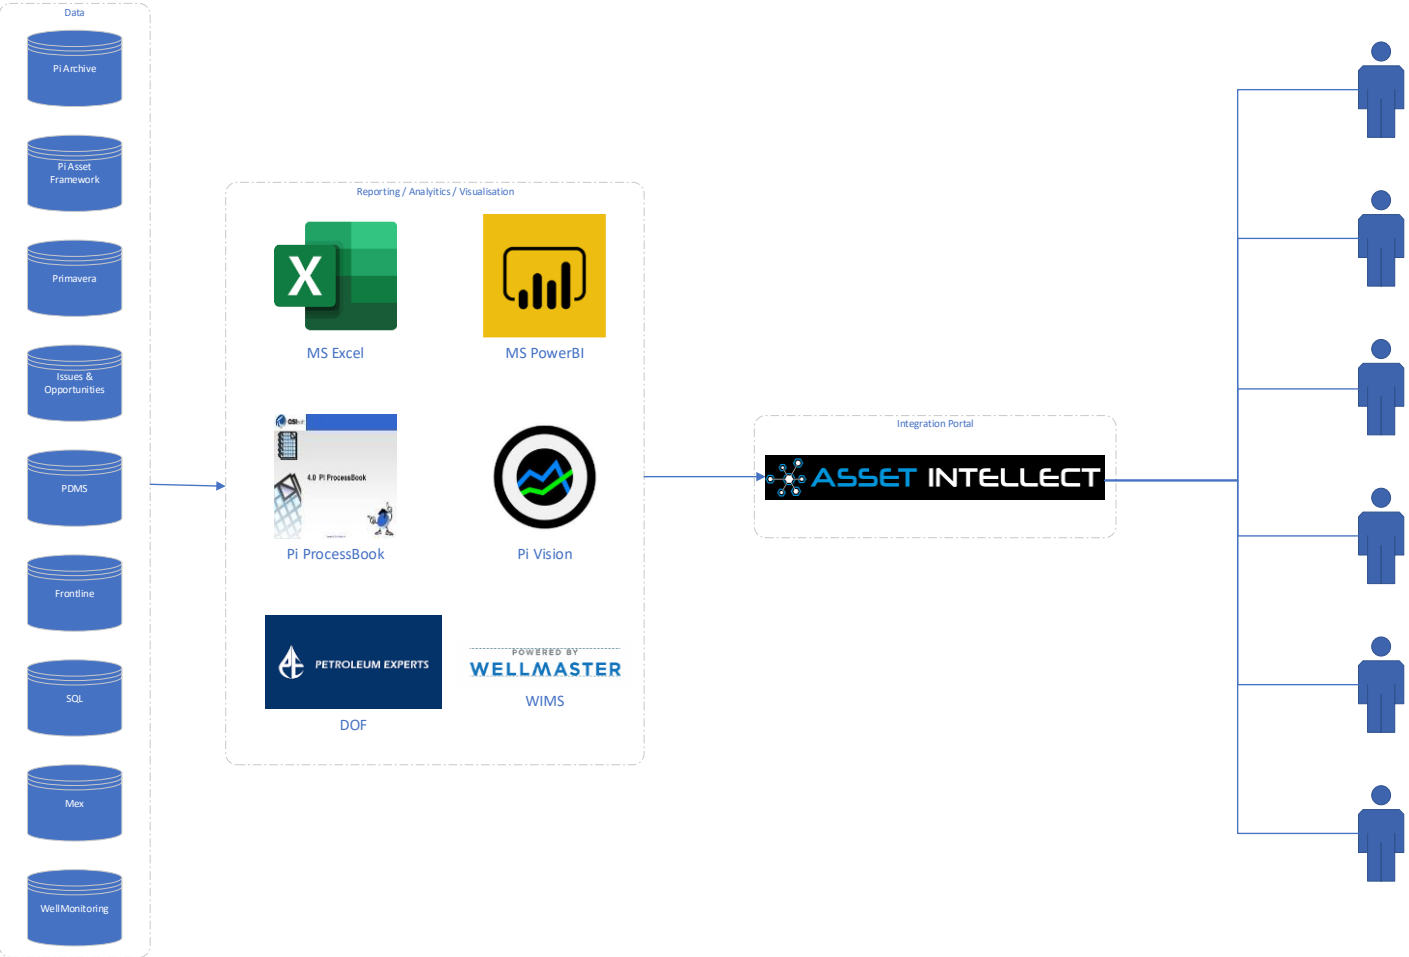 Data
Pi Archive
Pi Asset
Framework
Primavera
Issues &
Opportunities
PDMS
Frontline
SQL
Mex
WellMonitoring
Reporting / Analyitics / Visualisation
X
MS Excel
MS PowerBI
4.0 PI ProcessBook
Pi ProcessBook
Pi Vision
PE
PETROLEUM EXPERTS
DOF
POWERED BY
WELLMASTER
WIMS
Integration Portal
ASSET INTELLECT